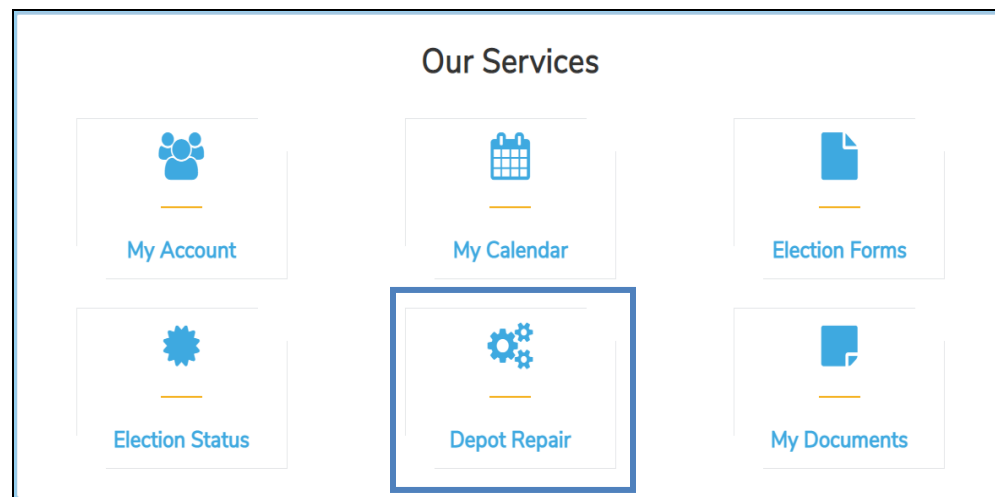 Our Services
My Account
My Calendar
Election Forms
Election Status
Depot Repair
My Documents